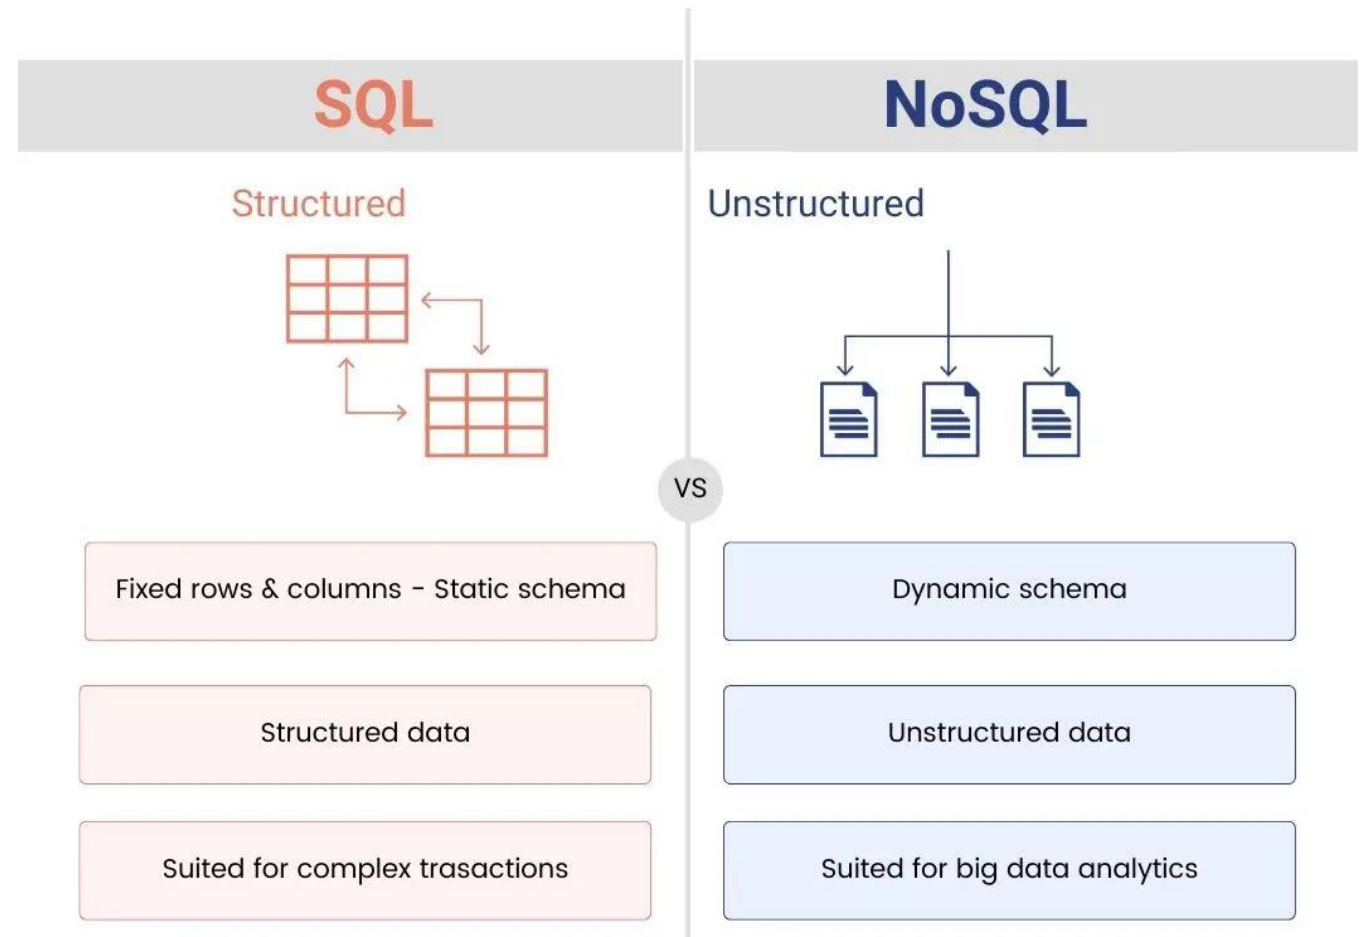 SQL
NoSQL
Structured
Unstructured
VS
Fixed rows & columns - Static schema
Dynamic schema
Structured data
Unstructured data
Suited for complex trasactions
Suited for big data analytics